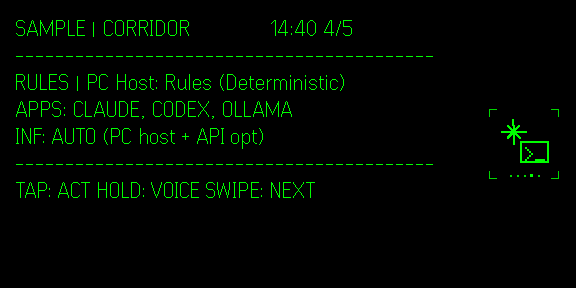 SAMPLE | CORRIDOR 14:40 4/5
------------------------------------------
RULES | PC Host: Rules (Deterministic)
APPS: CLAUDE, CODEX, OLLAMA
INF: AUTO (PC host + API opt)
------------------------------------------
TAP: ACT HOLD: VOICE SWIPE: NEXT